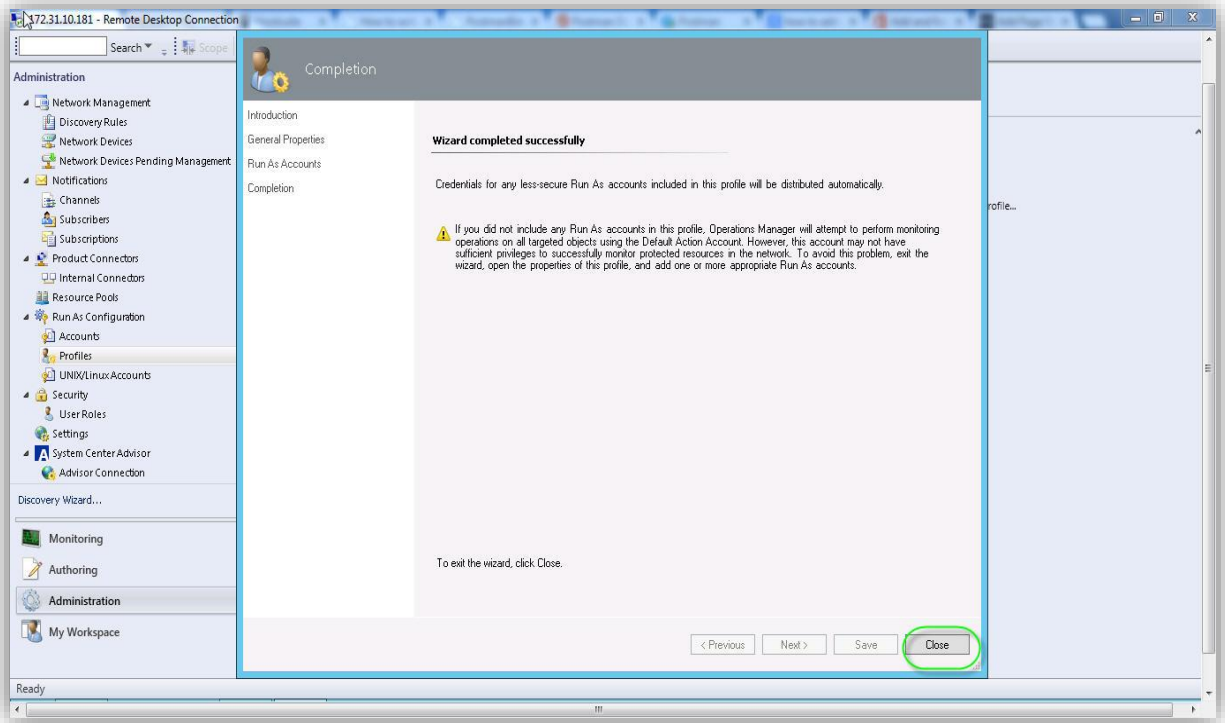 172.31.10.181 - Remote Desktop Connection
Search
Scope
Administration
Network Management
Discovery Rules
Network Devices
Network Devices Pending Management
Notifications
Channels
Subscribers
Subscriptions
Product Connectors
Internal Connectors
Resource Pools
Run As Configuration
Accounts
Profiles
UNIX/Linux Accounts
Security
User Roles
Settings
System Center Advisor
Advisor Connection
Discovery Wizard...
Monitoring
Authoring
Administration
My Workspace
Ready
Completion
Introduction
General Properties
Run As Accounts
Completion
Wizard completed successfully
Credentials for any less-secure Run As accounts included in this profile will be distributed automatically.
If you did not include any Run As accounts in this profile, Operations Manager will attempt to perform monitoring
operations on all targeted objects using the Default Action Account. However, this account may not have
sufficient privileges to successfully monitor protected resources in the network. To avoid this problem, exit the
wizard, open the properties of this profile, and add one or more appropriate Run As accounts.
To exit the wizard, click Close.
< Previous
Next >
Save
Close
rofile...